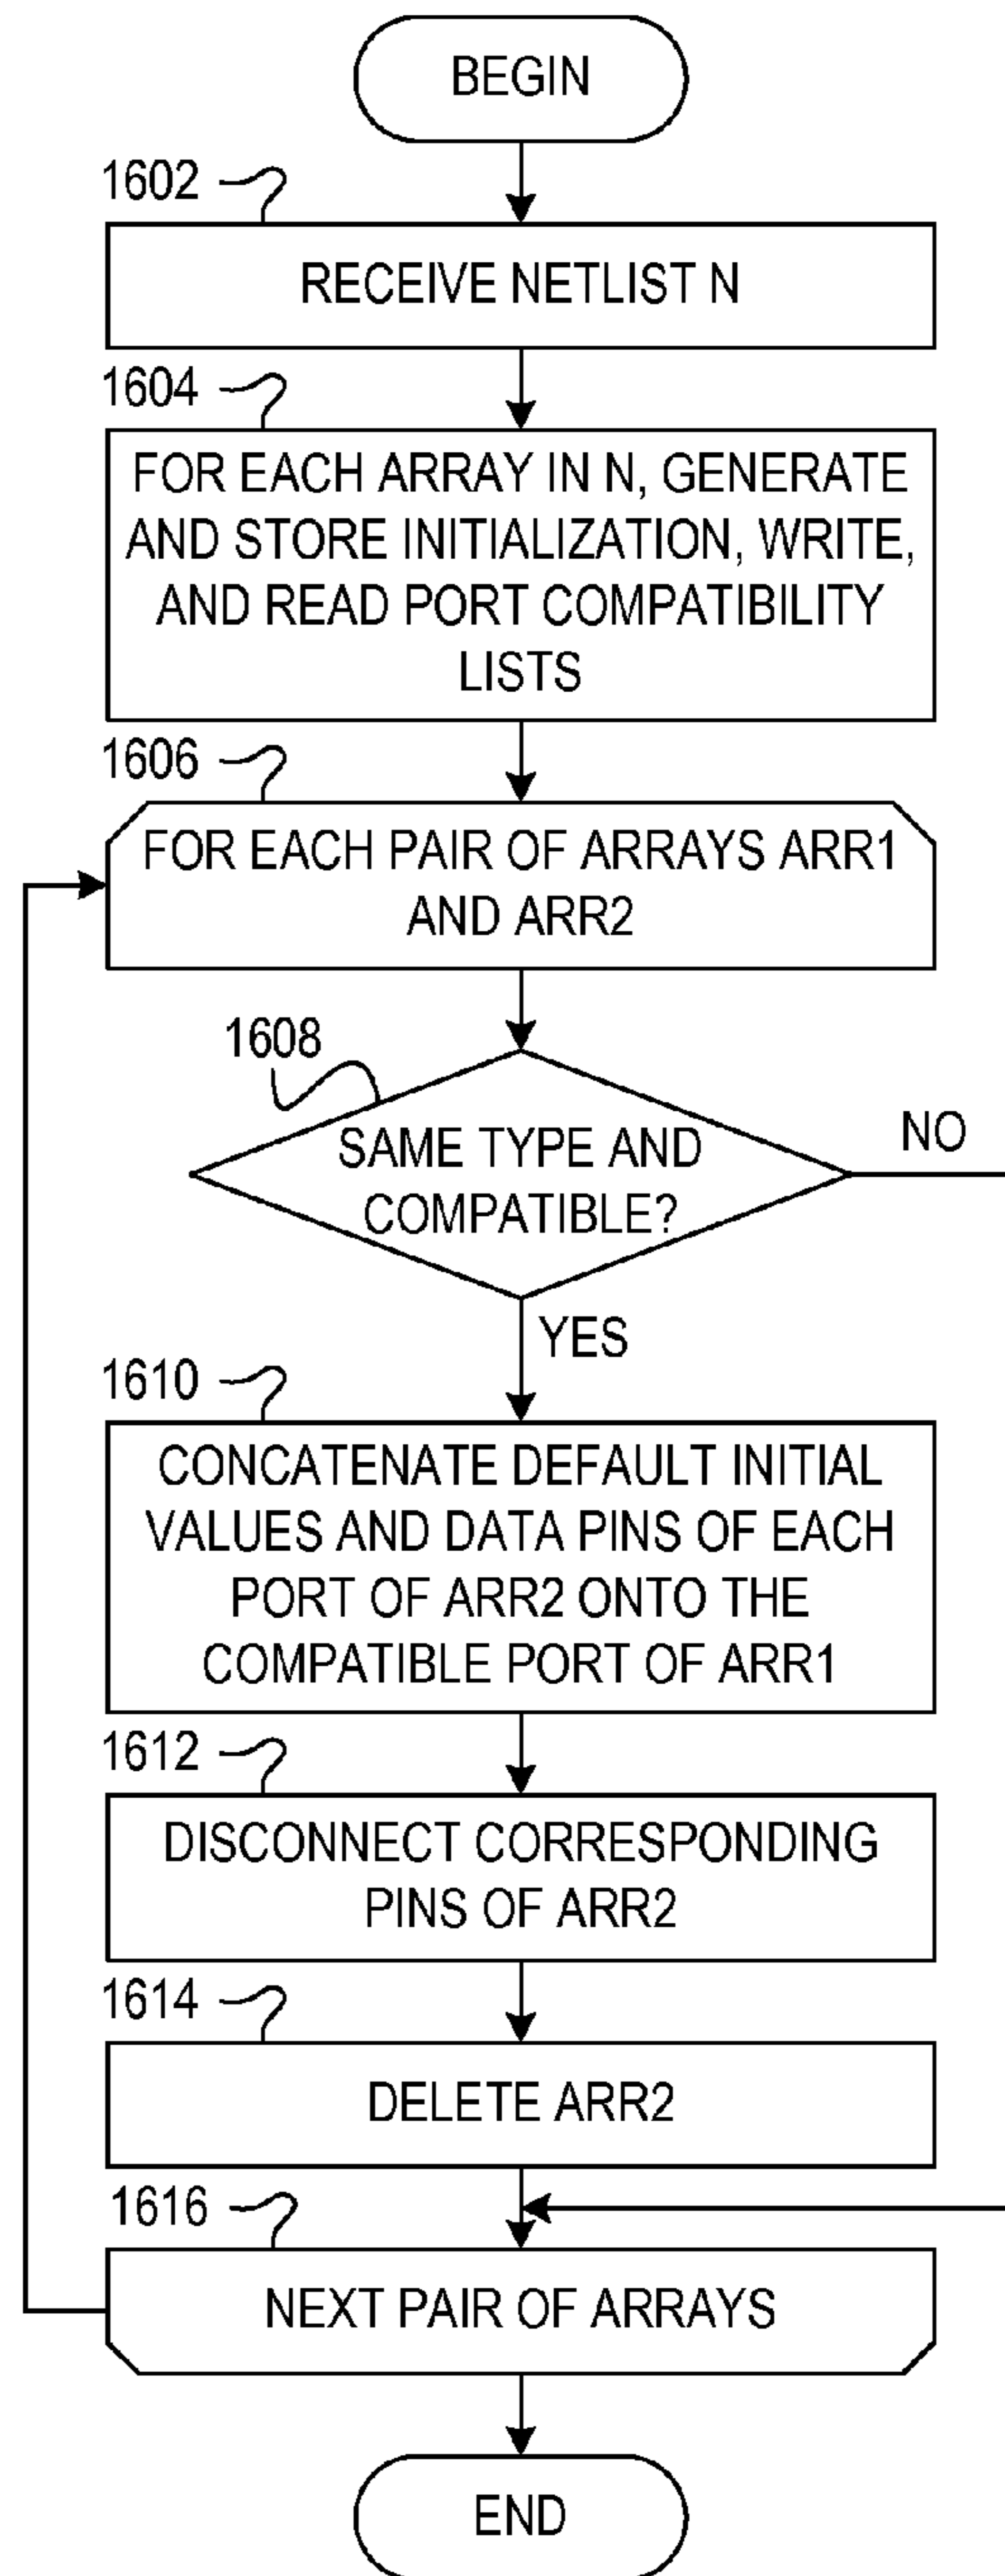 BEGIN
1602
RECEIVE NETLIST N
1604
FOR EACH ARRAY IN N, GENERATE
AND STORE INITIALIZATION, WRITE,
AND READ PORT COMPATIBILITY
LISTS
1606
FOR EACH PAIR OF ARRAYS ARR1
AND ARR2
1608
SAME TYPE AND
COMPATIBLE?
NO
YES
1610
CONCATENATE DEFAULT INITIAL
VALUES AND DATA PINS OF EACH
PORT OF ARR2 ONTO THE
COMPATIBLE PORT OF ARR1
1612
DISCONNECT CORRESPONDING
PINS OF ARR2
1614
DELETE ARR2
1616
NEXT PAIR OF ARRAYS
END